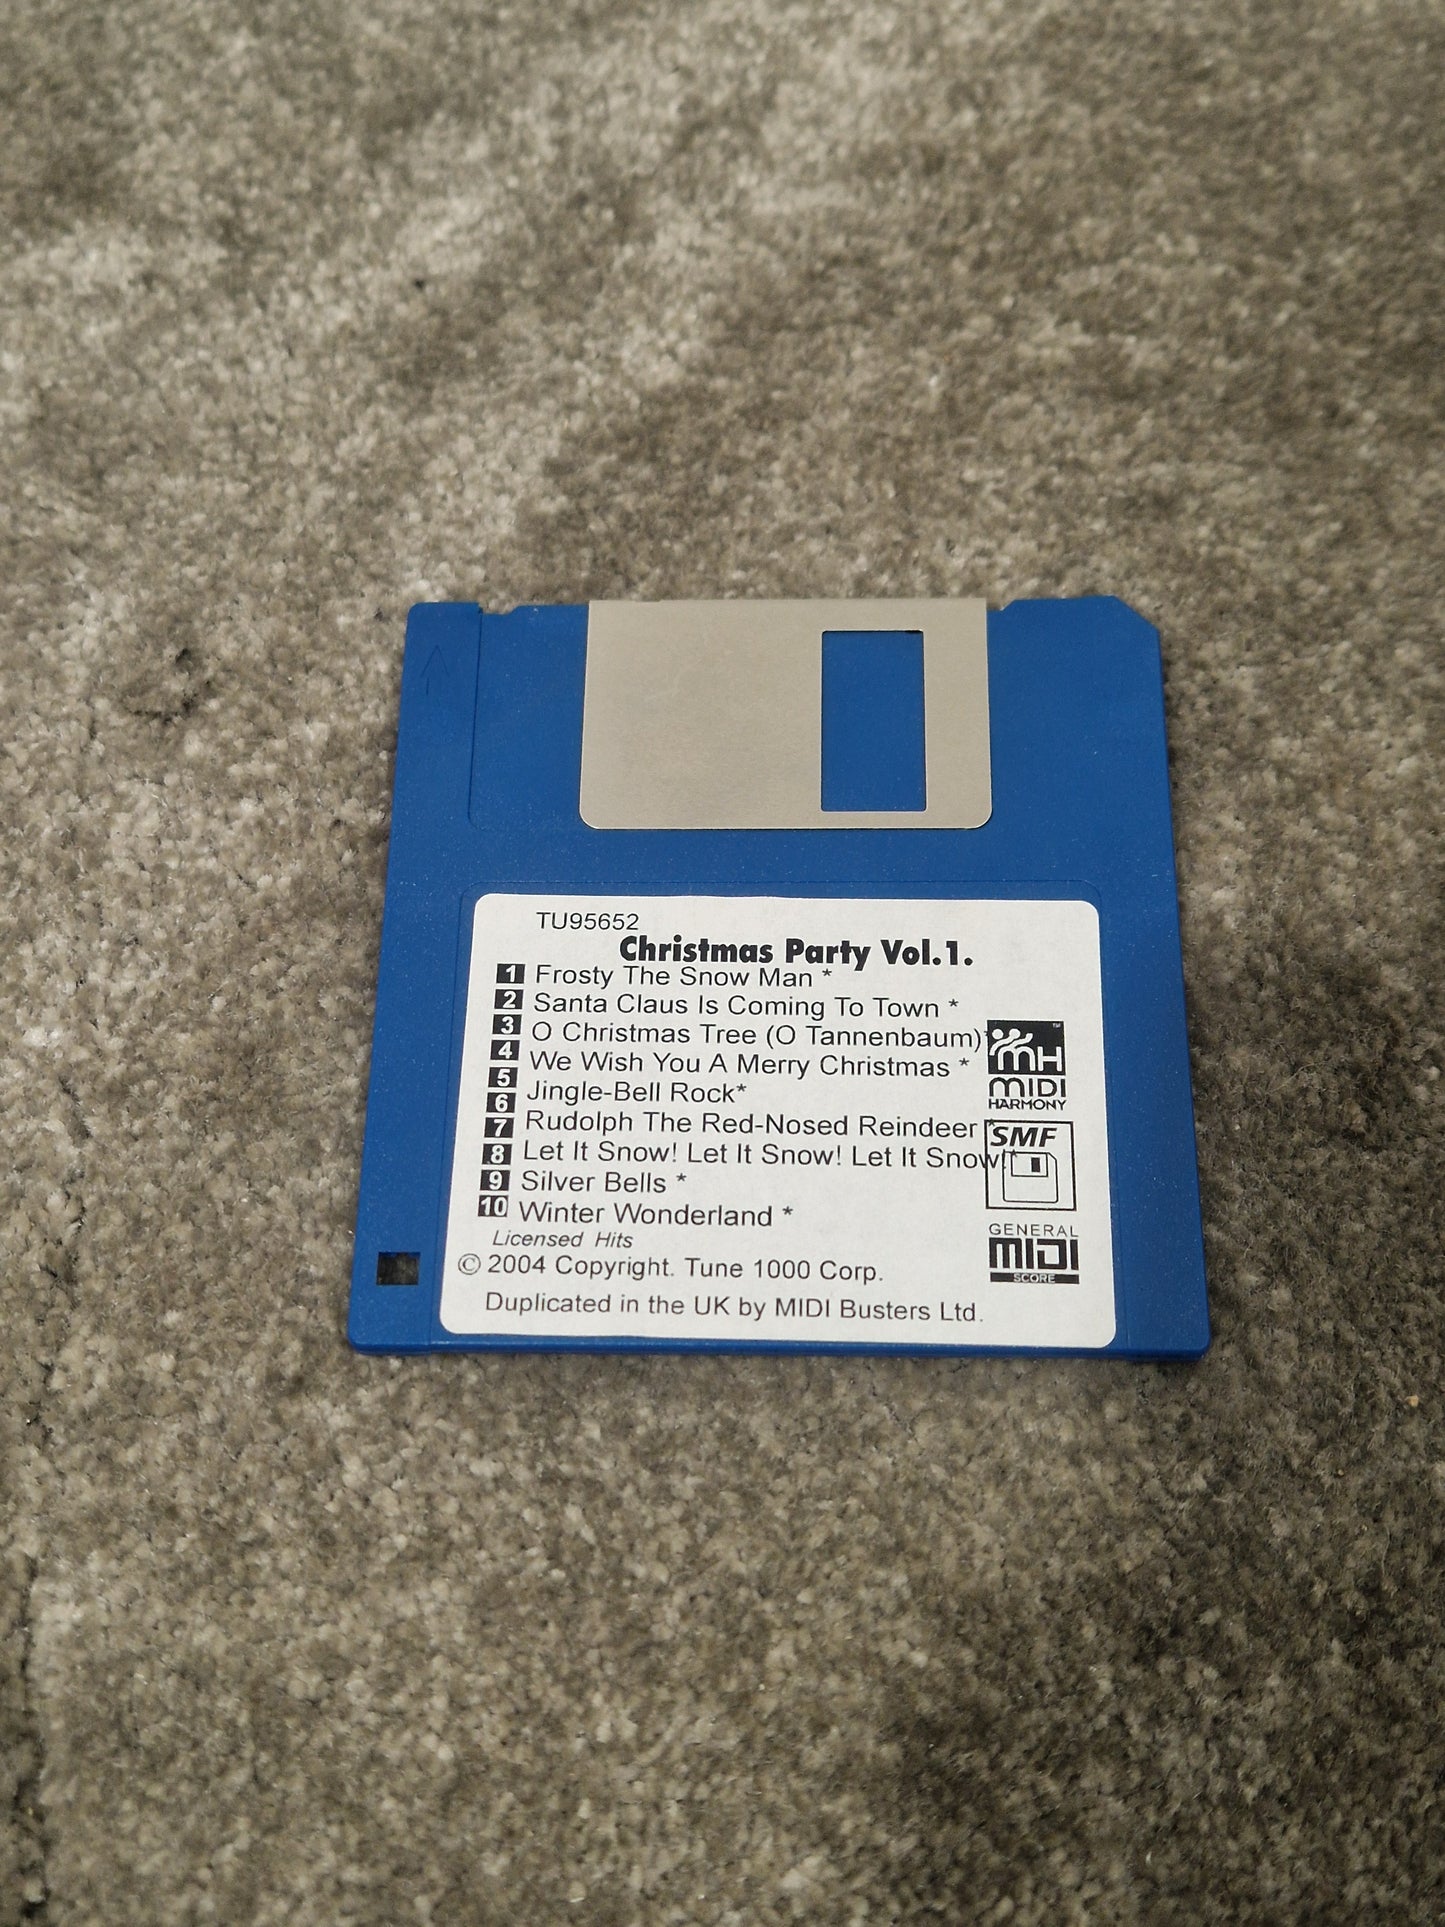 TU95652
Christmas Party Vol.1.
1 Frosty The Snow Man *
2 Santa Claus Is Coming To Town *
3 O Christmas Tree (O Tannenbaum)*
4 We Wish You A Merry Christmas *
5 Jingle-Bell Rock*
6 Rudolph The Red-Nosed Reindeer *
7 Let It Snow! Let It Snow! Let It Snow!*
8 Silver Bells *
9 Winter Wonderland *
10
Licensed Hits
© 2004 Copyright. Tune 1000 Corp.
Duplicated in the UK by MIDI Busters Ltd.
MH TM
MIDI
HARMONY
SMF
GENERAL
MIDI
SCORE